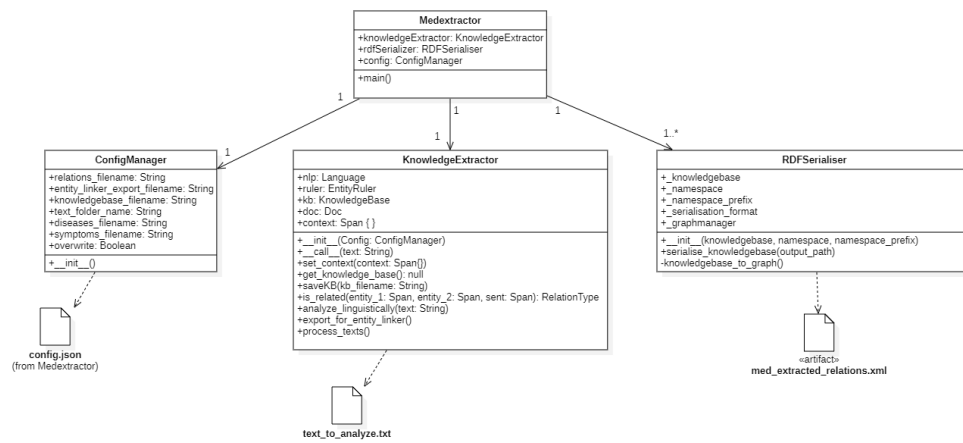 Medextractor
+knowledgeExtractor: KnowledgeExtractor
+rdfSerializer: RDFSerialiser
+config: ConfigManager
+main()
1
1
1
1
1
1..*
ConfigManager
+relations_filename: String
+entity_linker_export_filename: String
+knowledgebase_filename: String
+text_folder_name: String
+diseases_filename: String
+symptoms_filename: String
+overwrite: Boolean
+__init__()
KnowledgeExtractor
+nlp: Language
+ruler: EntityRuler
+kb: KnowledgeBase
+doc: Doc
+context: Span { }
+__init__(Config: ConfigManager)
+__call__(text: String)
+set_context(context: Span{})
+get_knowledge_base(): null
+saveKB(kb_filename: String)
+is_related(entity_1: Span, entity_2: Span, sent: Span): RelationType
+analyze_linguistically(text: String)
+export_for_entity_linker()
+process_texts()
RDFSerialiser
+_knowledgebase
+_namespace
+_namespace_prefix
+_serialisation_format
+_graphmanager
+__init__(knowledgebase, namespace, namespace_prefix)
+serialise_knowledgebase(output_path)
-knowledgebase_to_graph()
config.json
(from Medextractor)
text_to_analyze.txt
«artifact»
med_extracted_relations.xml